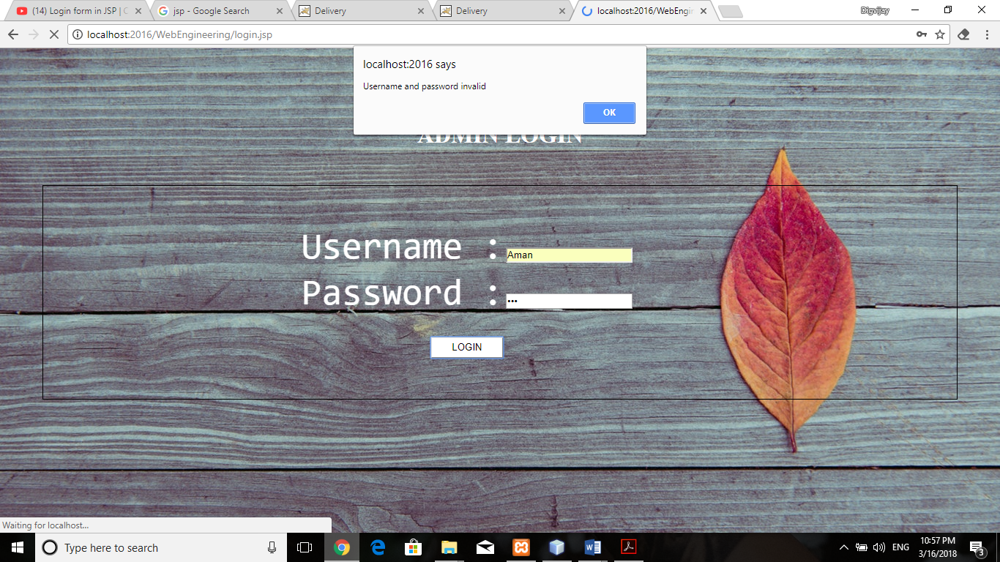 (14) Login form in JSP | C
jsp - Google Search
Delivery
Delivery
localhost:2016/WebEngin
Digvijay
localhost:2016/WebEngineering/login.jsp
localhost:2016 says
Username and password invalid
OK
ADMIN LOGIN
Username : Aman
Password : •••
LOGIN
Waiting for localhost...
Type here to search
ENG
10:57 PM
3/16/2018
3